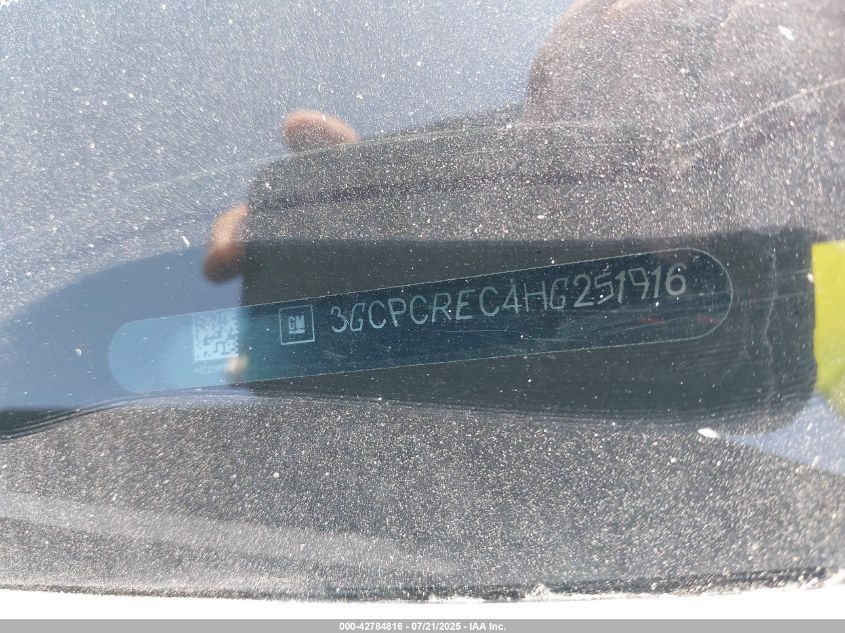 GM 3GCPCREC4HG251916
000-42784816 - 07/21/2025 - IAA Inc.